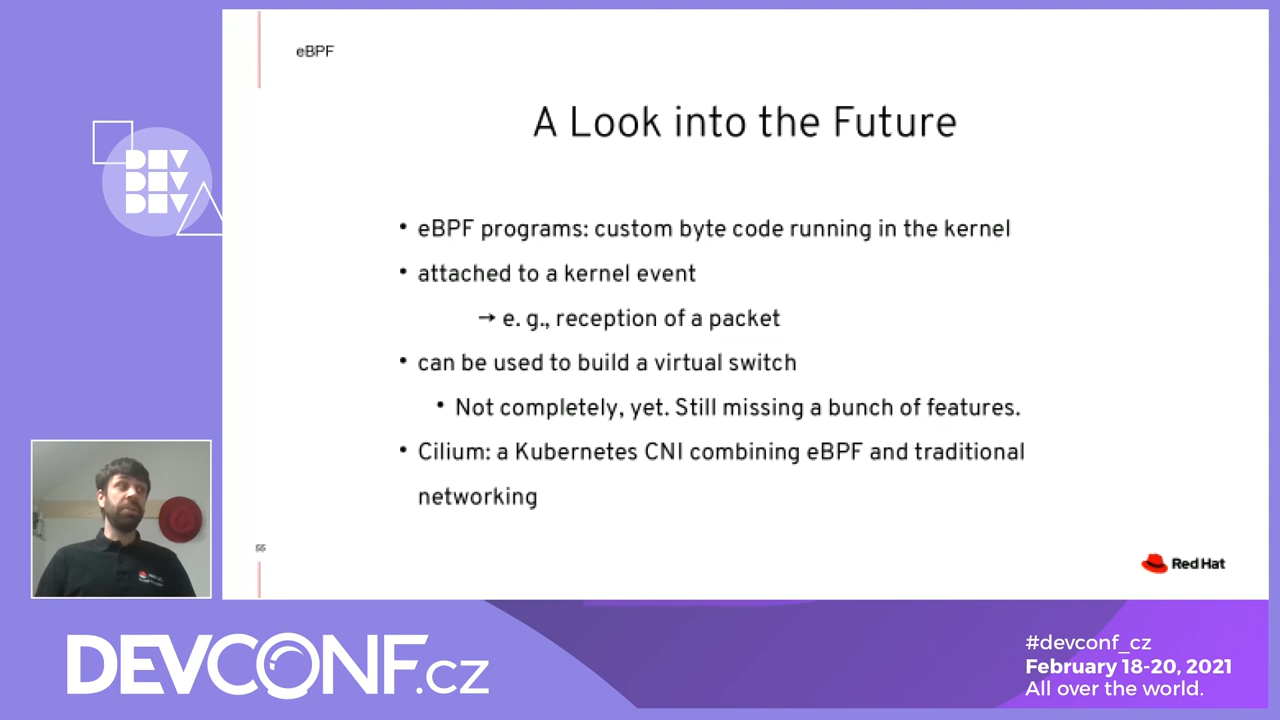 eBPF
A Look into the Future
• eBPF programs: custom byte code running in the kernel
• attached to a kernel event
→ e. g., reception of a packet
• can be used to build a virtual switch
• Not completely, yet. Still missing a bunch of features.
• Cilium: a Kubernetes CNI combining eBPF and traditional
networking
55
Red Hat
DEV
DEV
DEV
DEVCONF.CZ
#devconf_cz
February 18-20, 2021
All over the world.